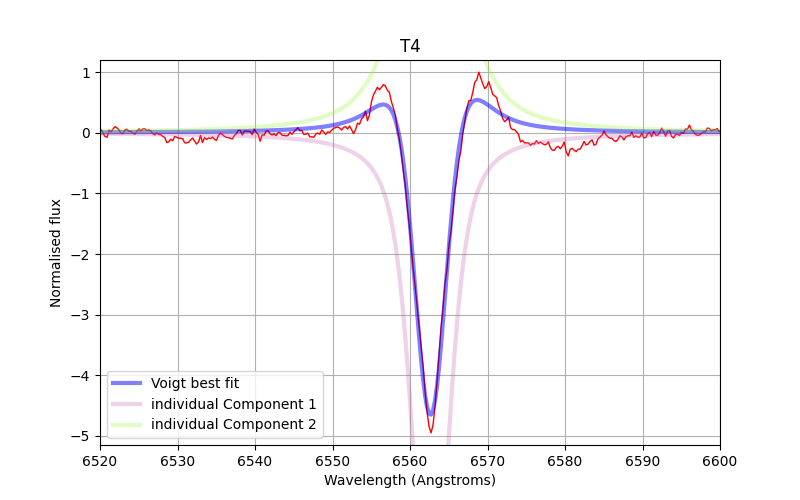 T4
Normalised flux
1
0
−1
−2
−3
−4
−5
Voigt best fit
individual Component 1
individual Component 2
6520 6530 6540 6550 6560 6570 6580 6590 6600
Wavelength (Angstroms)